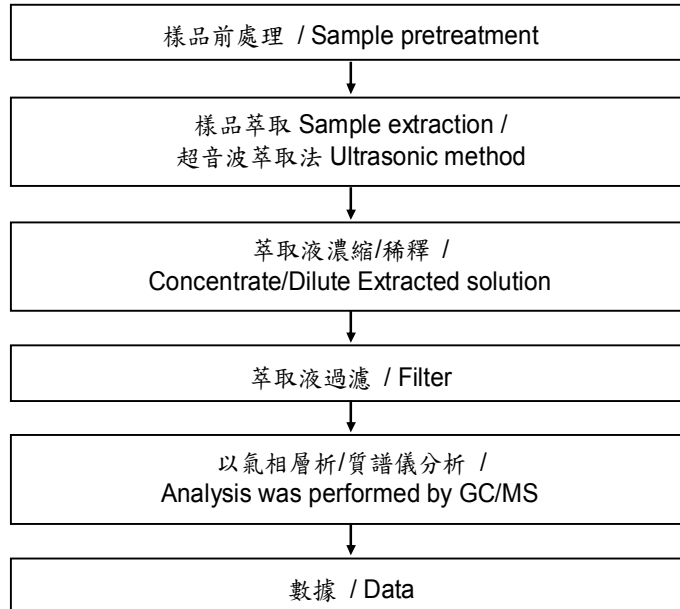 樣品前處理 / Sample pretreatment
樣品萃取 Sample extraction /
超音波萃取法 Ultrasonic method
萃取液濃縮/稀釋 /
Concentrate/Dilute Extracted solution
萃取液過濾 / Filter
以氣相層析/質譜儀分析 /
Analysis was performed by GC/MS
數據 / Data